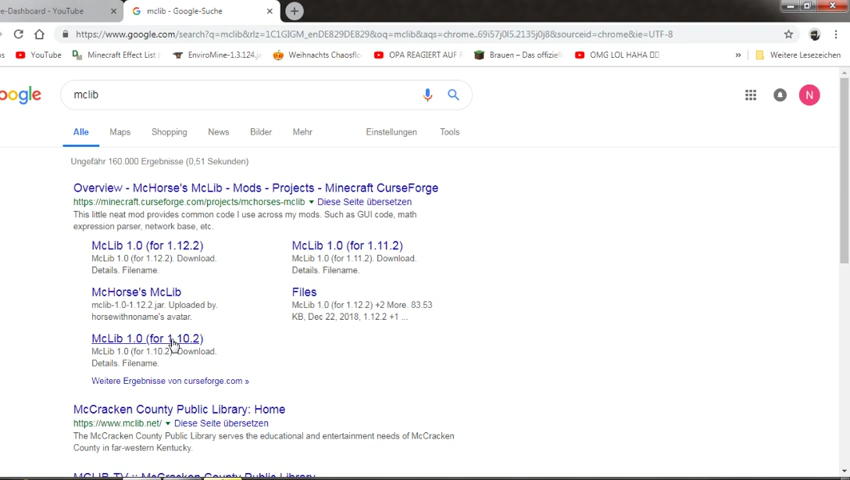 e-Dashboard - YouTube
mclib - Google-Suche
https://www.google.com/search?q=mclib&rlz=1C1GIGM_enDE829DE829&oq=mclib&aqs=chrome..69i57j0l5.2135j0j8&sourceid=chrome&ie=UTF-8
YouTube Minecraft Effect List EnviroMine-1.3.124.j Weihnachts Chaosfl OPA REAGIERT AUF Brauen – Das offizie OMG LOL HAHA » Weitere Lesezeichen
oogle mclib N
Alle Maps Shopping News Bilder Mehr Einstellungen Tools
Ungefähr 160.000 Ergebnisse (0,51 Sekunden)
Overview - McHorse's McLib - Mods - Projects - Minecraft CurseForge
https://minecraft.curseforge.com/projects/mchorses-mclib ▾ Diese Seite übersetzen
This little neat mod provides common code I use across my mods. Such as GUI code, math
expression parser, network base, etc.
McLib 1.0 (for 1.12.2)
McLib 1.0 (for 1.12.2). Download.
Details. Filename.
McLib 1.0 (for 1.11.2)
McLib 1.0 (for 1.11.2). Download.
Details. Filename.
McHorse's McLib
mclib-1.0-1.12.2.jar. Uploaded by.
horsewithnoname's avatar.
Files
McLib 1.0 (for 1.12.2) +2 More. 83.53
KB, Dec 22, 2018, 1.12.2 +1 ...
McLib 1.0 (for 1.10.2)
McLib 1.0 (for 1.10.2). Download.
Details. Filename.
Weitere Ergebnisse von curseforge.com »
McCracken County Public Library: Home
https://www.mclib.net/ ▾ Diese Seite übersetzen
The McCracken County Public Library serves the educational and entertainment needs of McCracken
County in far-western Kentucky.
MCLIB TV :: McCracken County Public Library